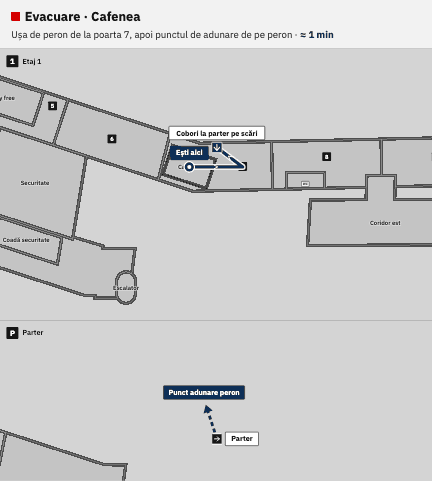 Evacuare · Cafenea
Ușa de peron de la poarta 7, apoi punctul de adunare de pe peron · ≈ 1 min
1 Etaj 1
y free
5
6
Coborî la parter pe scări
Ești aici
8
Securitate
Coadă securitate
Coridor est
Escalator
P Parter
Punct adunare peron
Parter